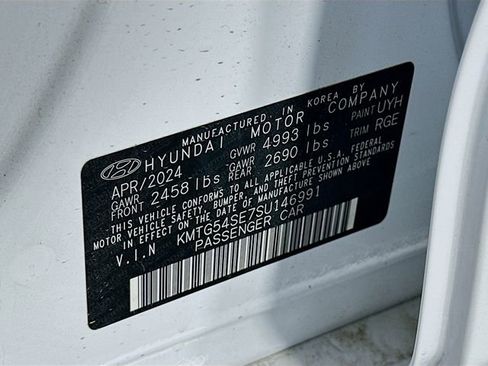 MANUFACTURED IN KOREA BY
HYUNDAI MOTOR COMPANY
APR/2024 GVWR 4993 lbs PAINT UYH
GAWR FRONT 2458 lbs GAWR REAR 2690 lbs TRIM RGE
THIS VEHICLE CONFORMS TO ALL APPLICABLE U.S.A. FEDERAL
MOTOR VEHICLE SAFETY, BUMPER, AND THEFT PREVENTION STANDARDS
IN EFFECT ON THE DATE OF MANUFACTURE SHOWN ABOVE.
V.I.N KMTG54SE7SU146991
PASSENGER CAR